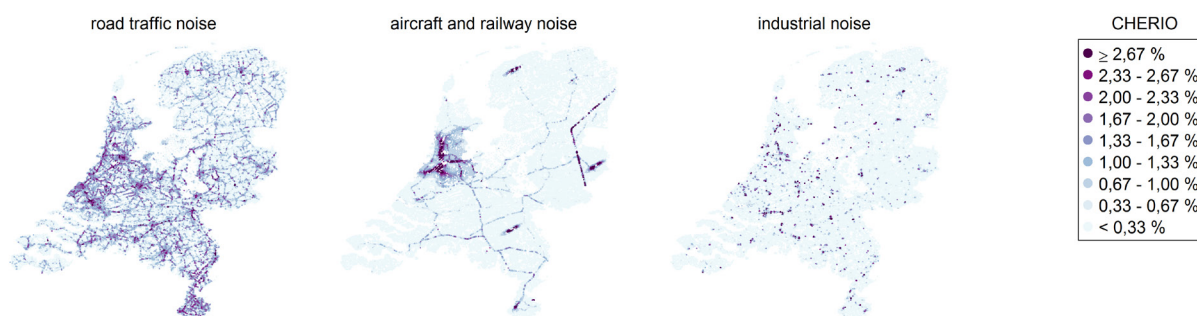 road traffic noise
aircraft and railway noise
industrial noise
CHERIO
≥ 2,67 %
2,33 - 2,67 %
2,00 - 2,33 %
1,67 - 2,00 %
1,33 - 1,67 %
1,00 - 1,33 %
0,67 - 1,00 %
0,33 - 0,67 %
< 0,33 %